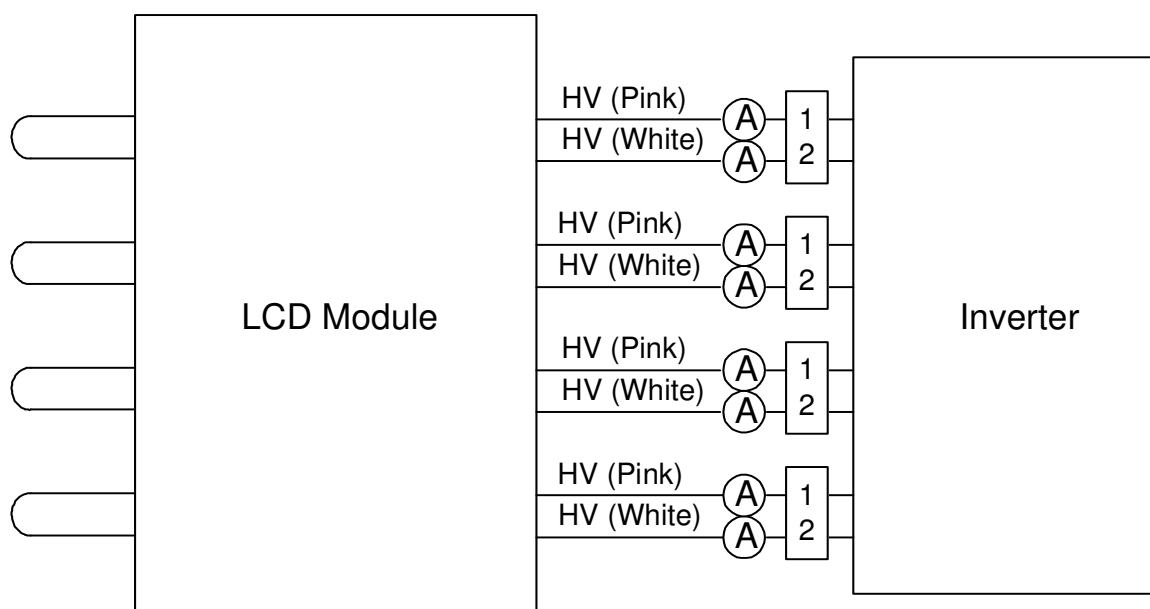 HV (Pink)
A
1
HV (White)
A
2
HV (Pink)
A
1
HV (White)
A
2
LCD Module
Inverter
HV (Pink)
A
1
HV (White)
A
2
HV (Pink)
A
1
HV (White)
A
2